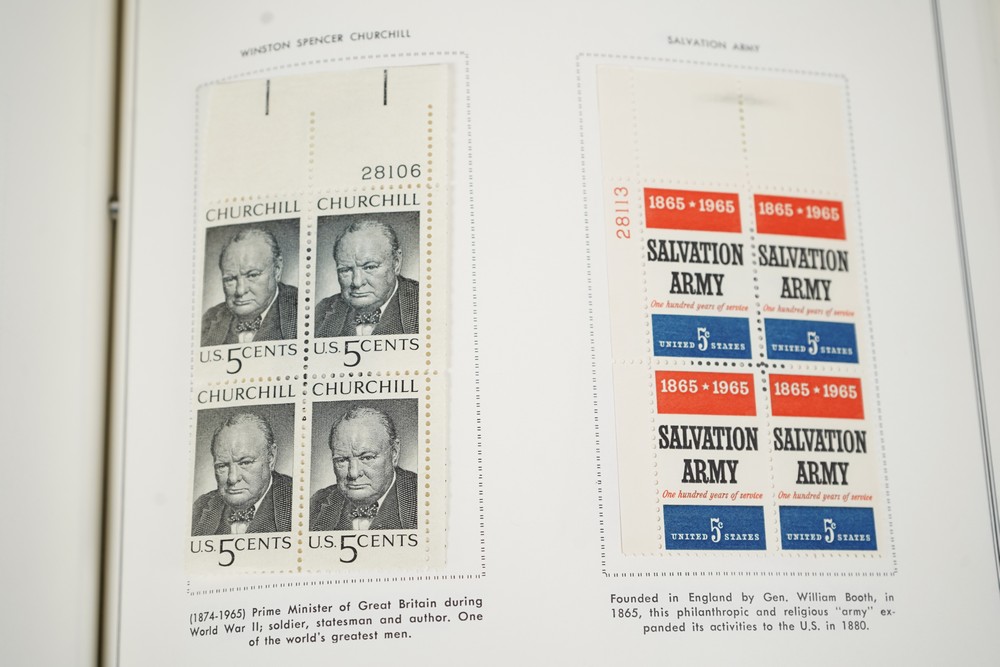 WINSTON SPENCER CHURCHILL
28106
CHURCHILL CHURCHILL
U.S. 5 CENTS U.S. 5 CENTS
CHURCHILL CHURCHILL
U.S. 5 CENTS U.S. 5 CENTS
(1874-1965) Prime Minister of Great Britain during
World War II; soldier, statesman and author. One
of the world's greatest men.
SALVATION ARMY
28113
1865 ★ 1965 1865 ★ 1965
SALVATION SALVATION
ARMY ARMY
One hundred years of service One hundred years of service
UNITED 5c STATES UNITED 5c STATES
1865 ★ 1965 1865 ★ 1965
SALVATION SALVATION
ARMY ARMY
One hundred years of service One hundred years of service
UNITED 5c STATES UNITED 5c STATES
Founded in England by Gen. William Booth, in
1865, this philanthropic and religious "army" ex-
panded its activities to the U.S. in 1880.